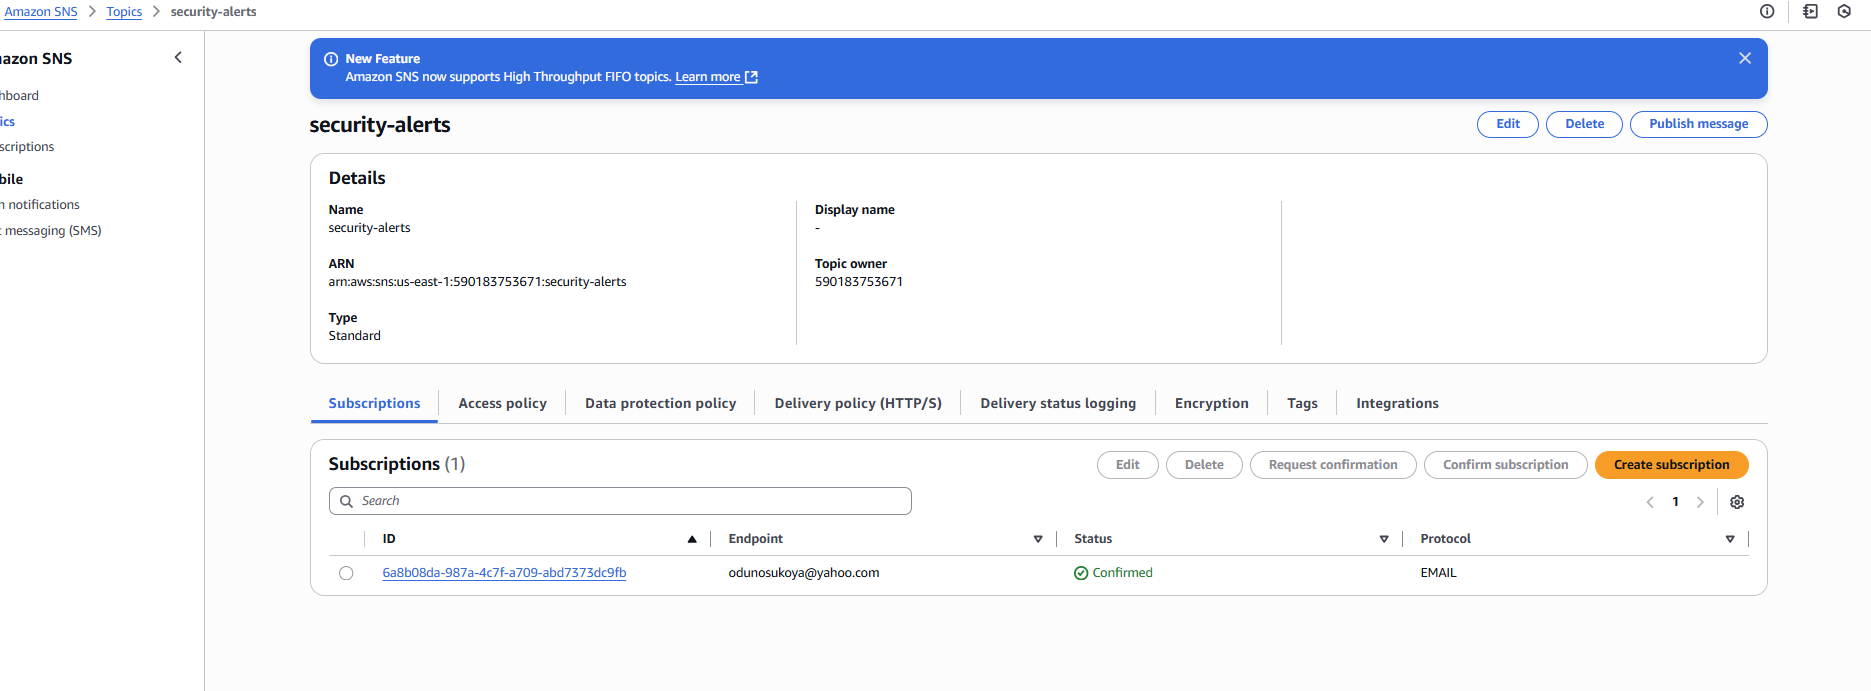 Amazon SNS > Topics > security-alerts
mazon SNS
hboard
ics
scriptions
bile
h notifications
t messaging (SMS)
New Feature
Amazon SNS now supports High Throughput FIFO topics. Learn more
security-alerts
Edit
Delete
Publish message
Details
Name
security-alerts
ARN
arn:aws:sns:us-east-1:590183753671:security-alerts
Type
Standard
Display name
-
Topic owner
590183753671
Subscriptions
Access policy
Data protection policy
Delivery policy (HTTP/S)
Delivery status logging
Encryption
Tags
Integrations
Subscriptions (1)
Edit
Delete
Request confirmation
Confirm subscription
Create subscription
Search
1
ID
Endpoint
Status
Protocol
6a8b08da-987a-4c7f-a709-abd7373dc9fb
odunosukoya@yahoo.com
Confirmed
EMAIL